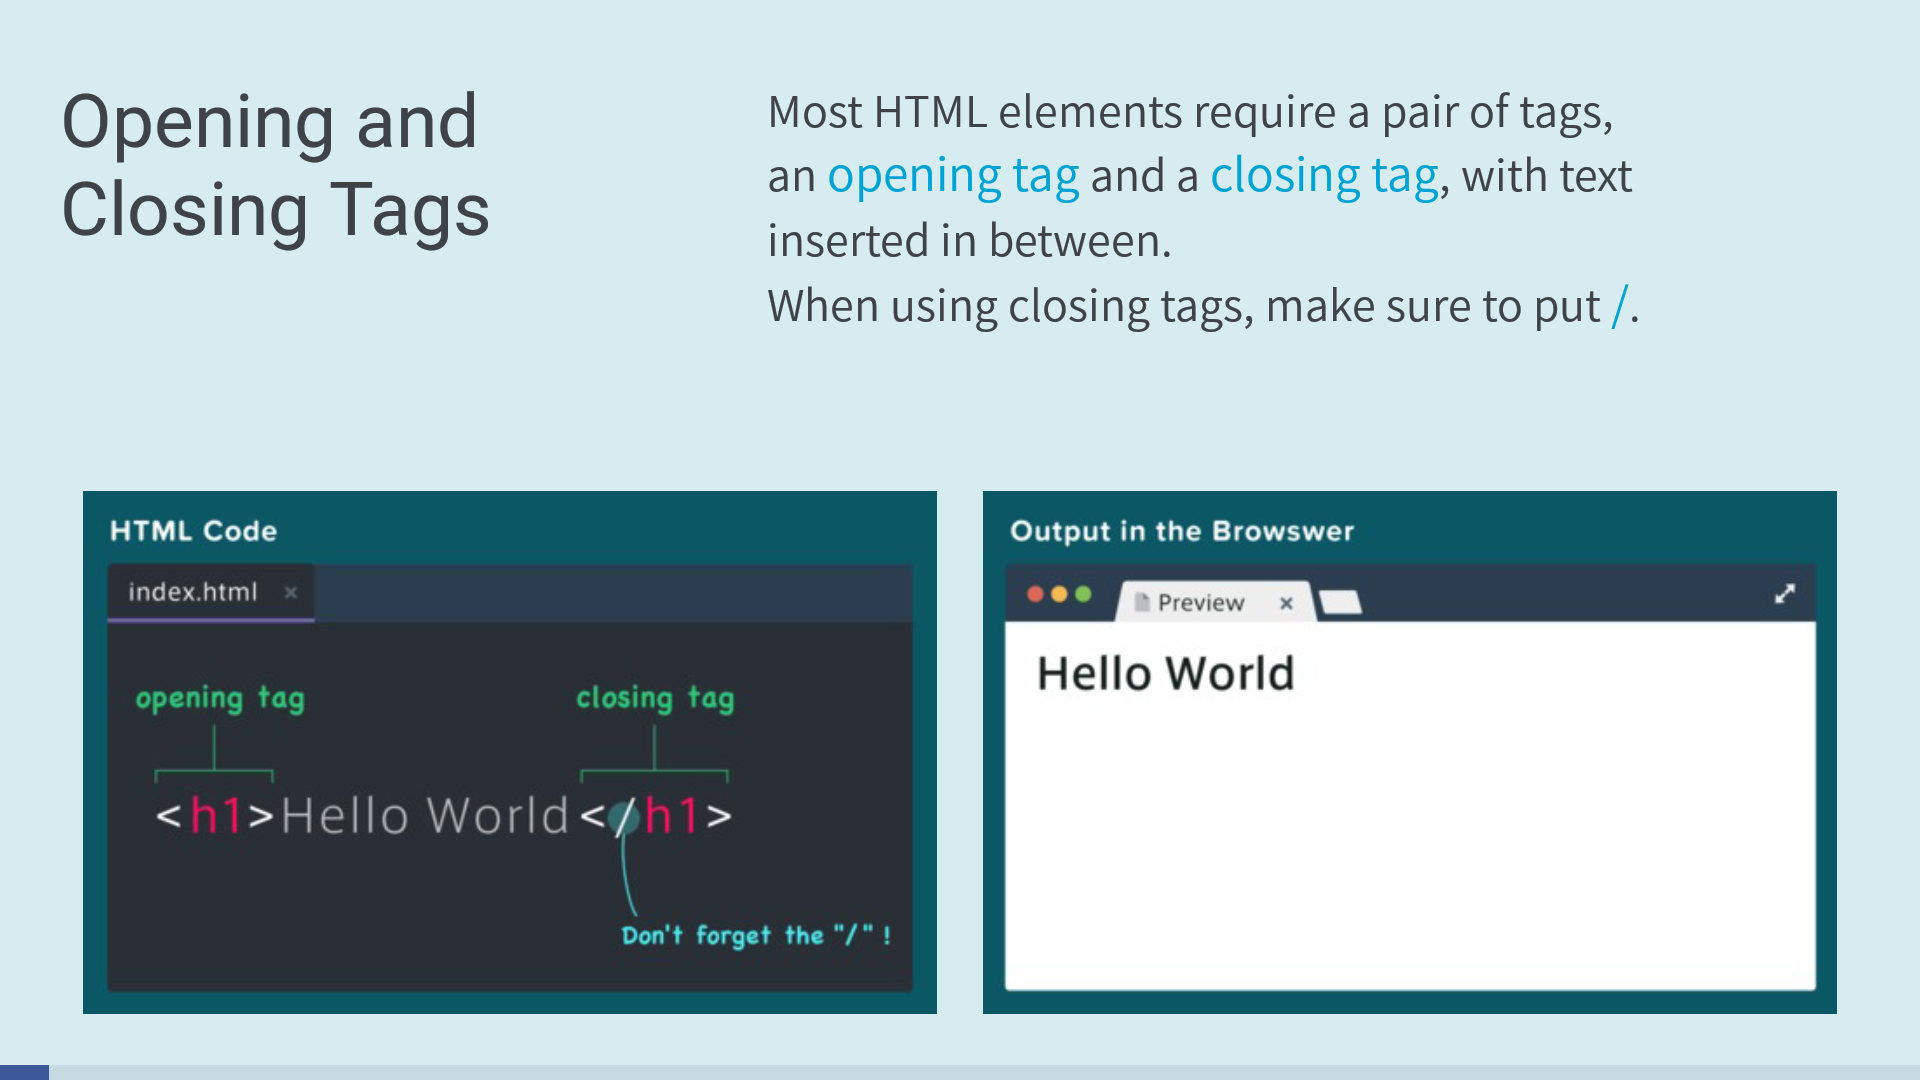 Opening and
Closing Tags
Most HTML elements require a pair of tags,
an opening tag and a closing tag, with text
inserted in between.
When using closing tags, make sure to put /.
HTML Code
index.html ×
opening tag closing tag
<h1>Hello World</h1>
Don't forget the "/" !
Output in the Browswer
Preview ×
Hello World